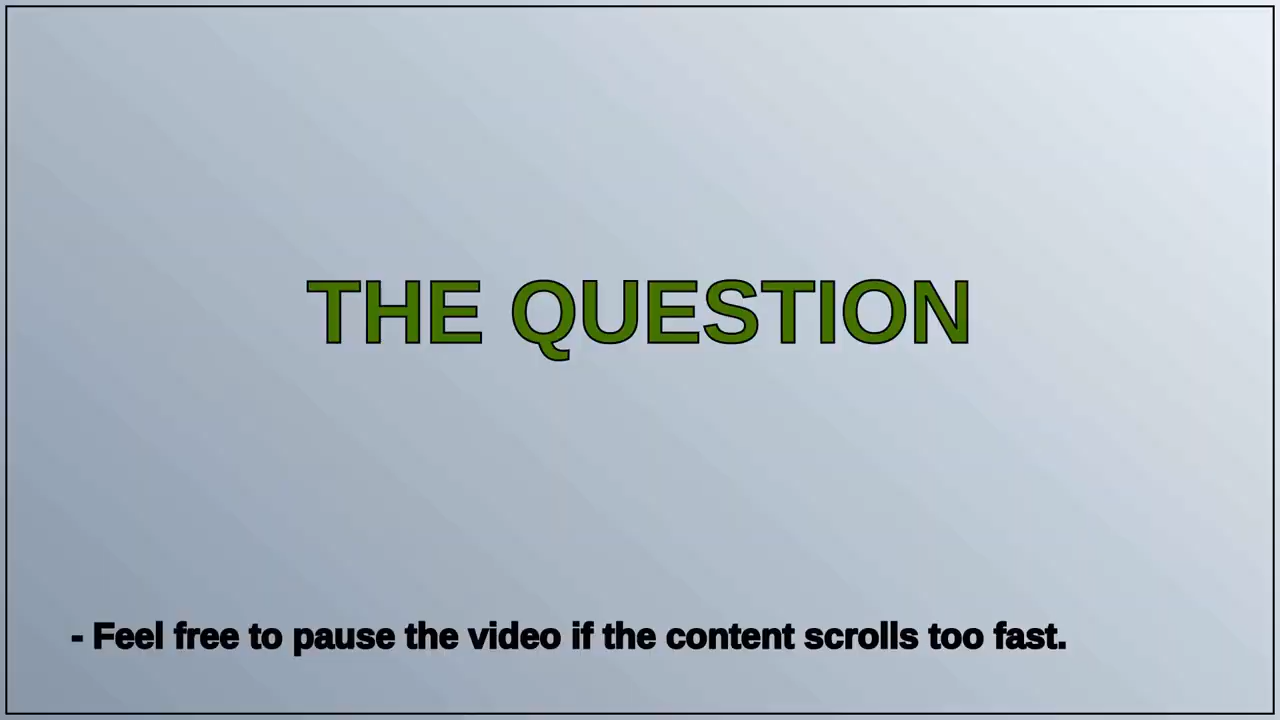 THE QUESTION
- Feel free to pause the video if the content scrolls too fast.